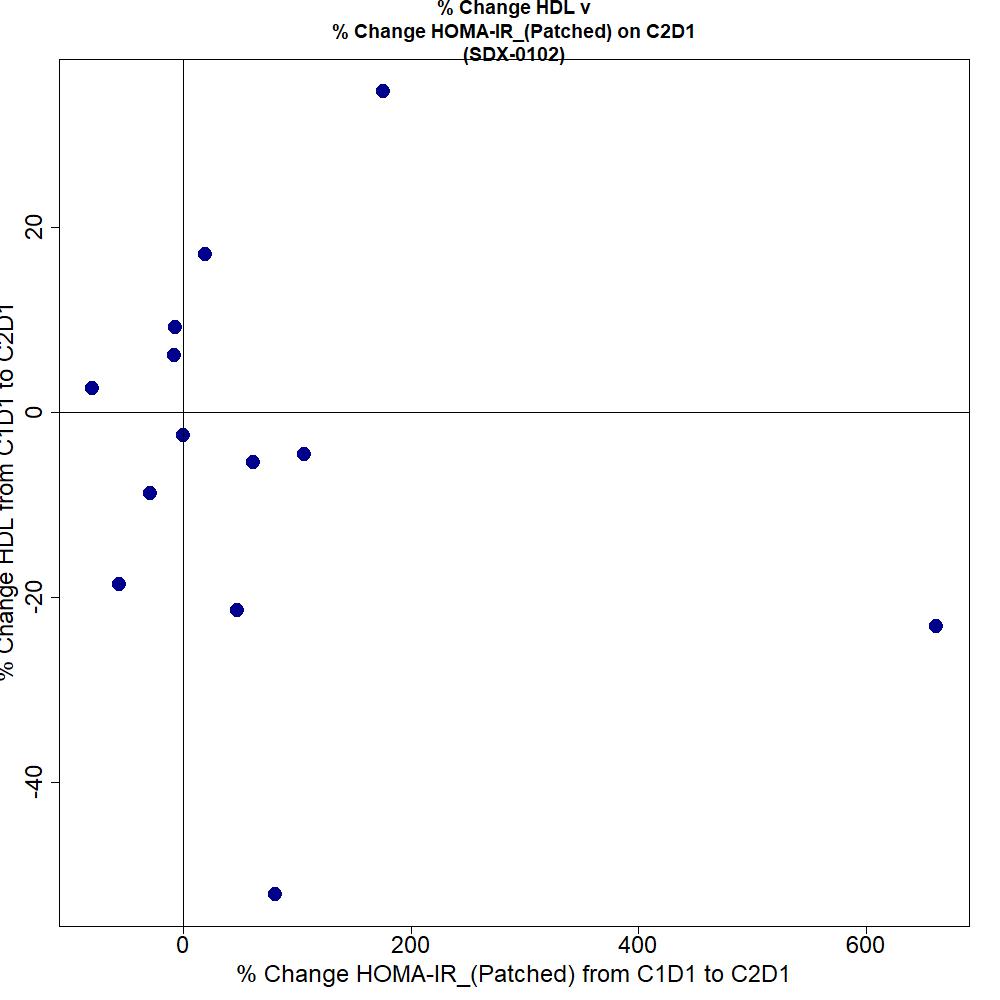 % Change HDL v
% Change HOMA-IR_(Patched) on C2D1
(SDX-0102)
% Change HDL from C1D1 to C2D1
20
0
-20
-40
0
200
400
600
% Change HOMA-IR_(Patched) from C1D1 to C2D1